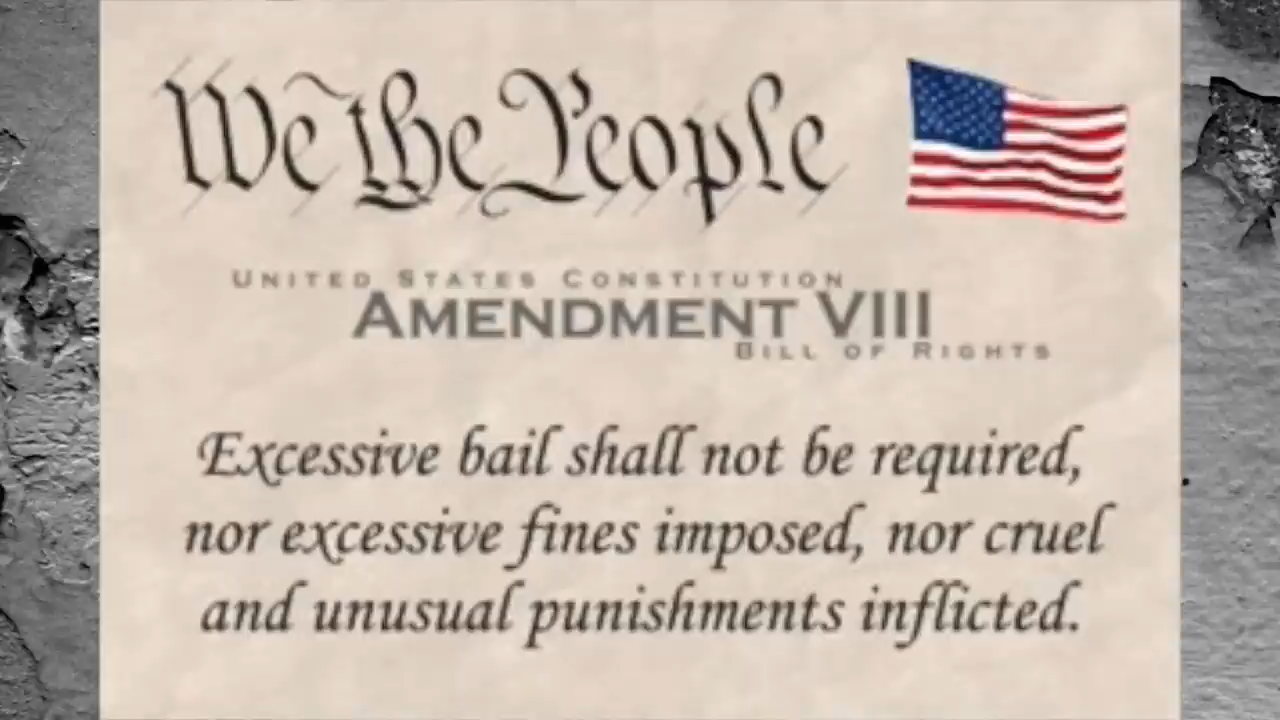 We the People
UNITED STATES CONSTITUTION
AMENDMENT VIII
BILL OF RIGHTS
Excessive bail shall not be required,
nor excessive fines imposed, nor cruel
and unusual punishments inflicted.